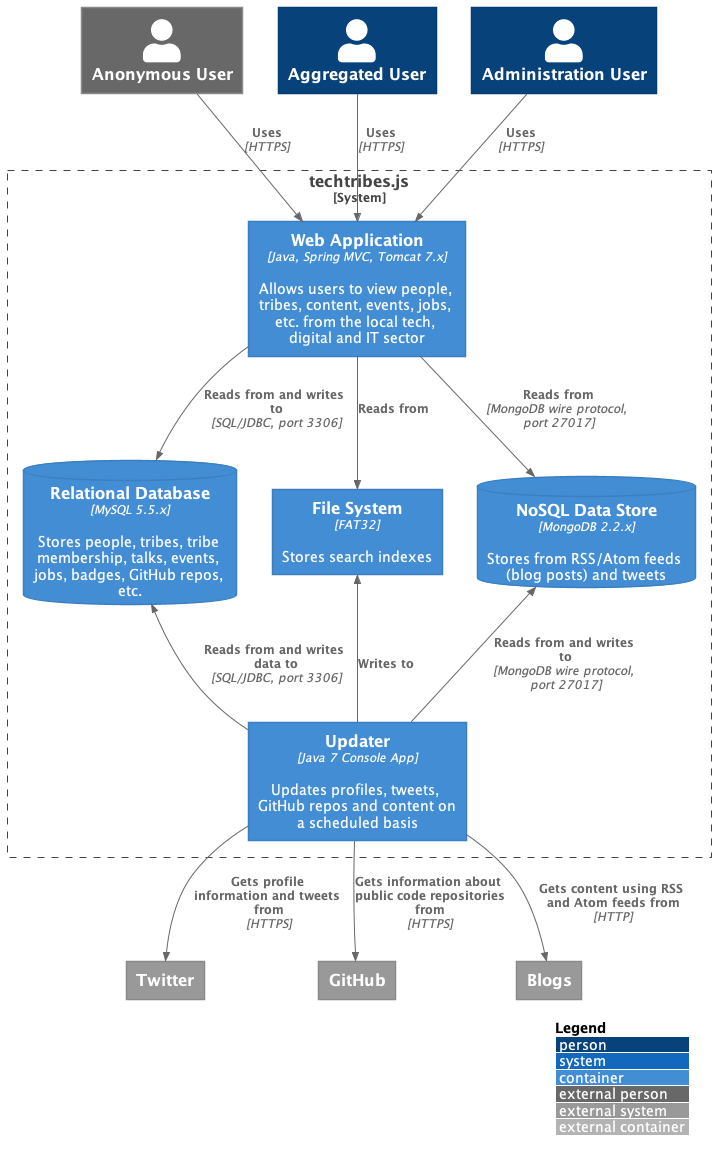 Anonymous User
Aggregated User
Administration User
Uses
[HTTPS]
Uses
[HTTPS]
Uses
[HTTPS]
techtribes.js
[System]
Web Application
[Java, Spring MVC, Tomcat 7.x]
Allows users to view people,
tribes, content, events, jobs,
etc. from the local tech,
digital and IT sector
Reads from and writes
to
[SQL/JDBC, port 3306]
Reads from
Reads from
[MongoDB wire protocol,
port 27017]
Relational Database
[MySQL 5.5.x]
Stores people, tribes, tribe
membership, talks, events,
jobs, badges, GitHub repos,
etc.
File System
[FAT32]
Stores search indexes
NoSQL Data Store
[MongoDB 2.2.x]
Stores from RSS/Atom feeds
(blog posts) and tweets
Reads from and writes
data to
[SQL/JDBC, port 3306]
Writes to
Reads from and writes
to
[MongoDB wire protocol,
port 27017]
Updater
[Java 7 Console App]
Updates profiles, tweets,
GitHub repos and content on
a scheduled basis
Gets profile
information and tweets
from
[HTTPS]
Gets information about
public code repositories
from
[HTTPS]
Gets content using RSS
and Atom feeds from
[HTTP]
Twitter
GitHub
Blogs
Legend
person
system
container
external person
external system
external container